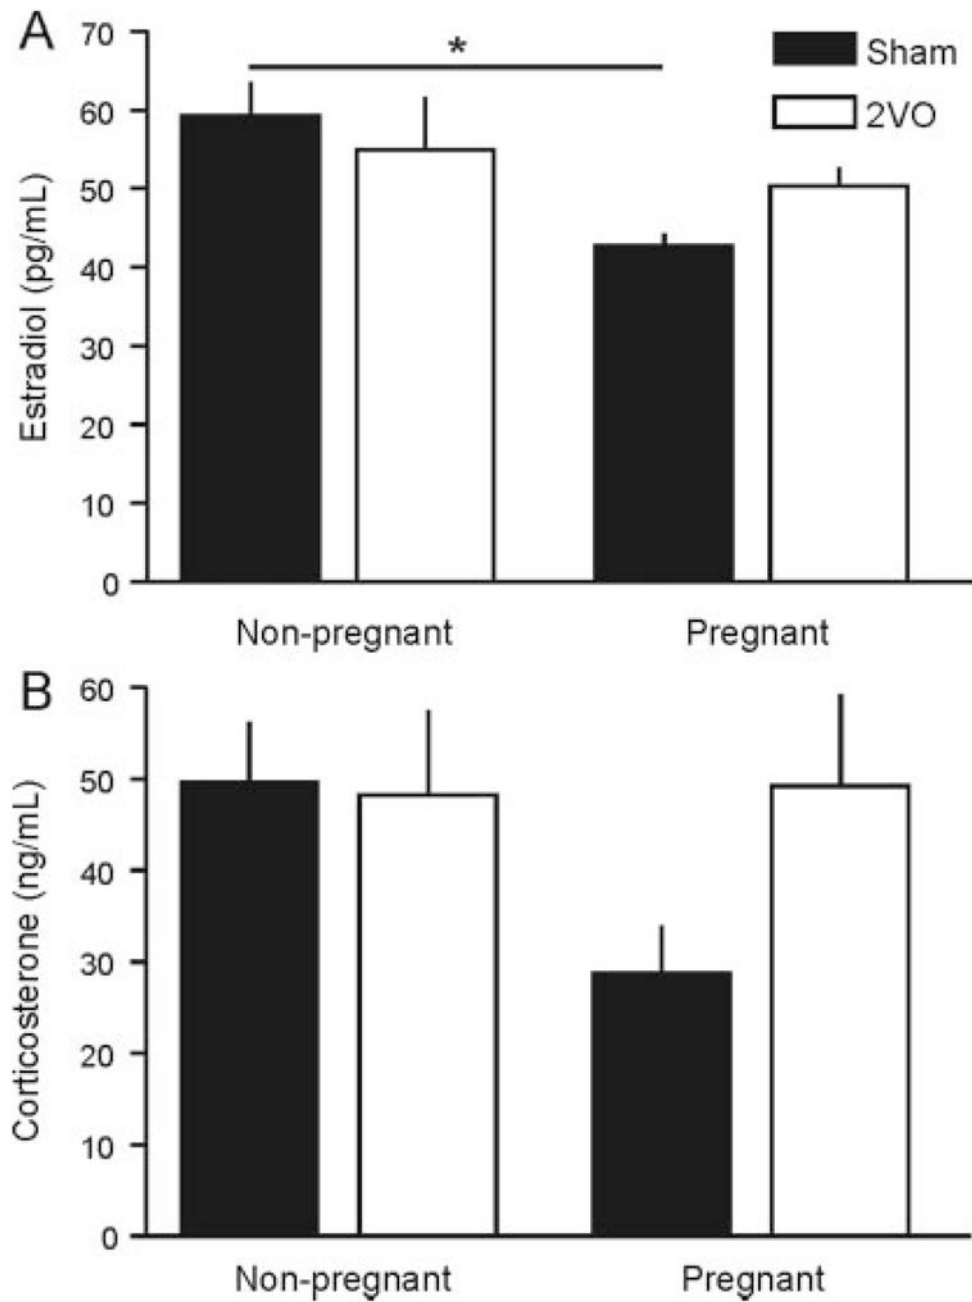 A
70
*
Sham
60
2VO
50
40
30
20
10
0
Estradiol (pg/mL)
Non-pregnant
Pregnant
B
60
50
40
30
20
10
0
Corticosterone (ng/mL)
Non-pregnant
Pregnant